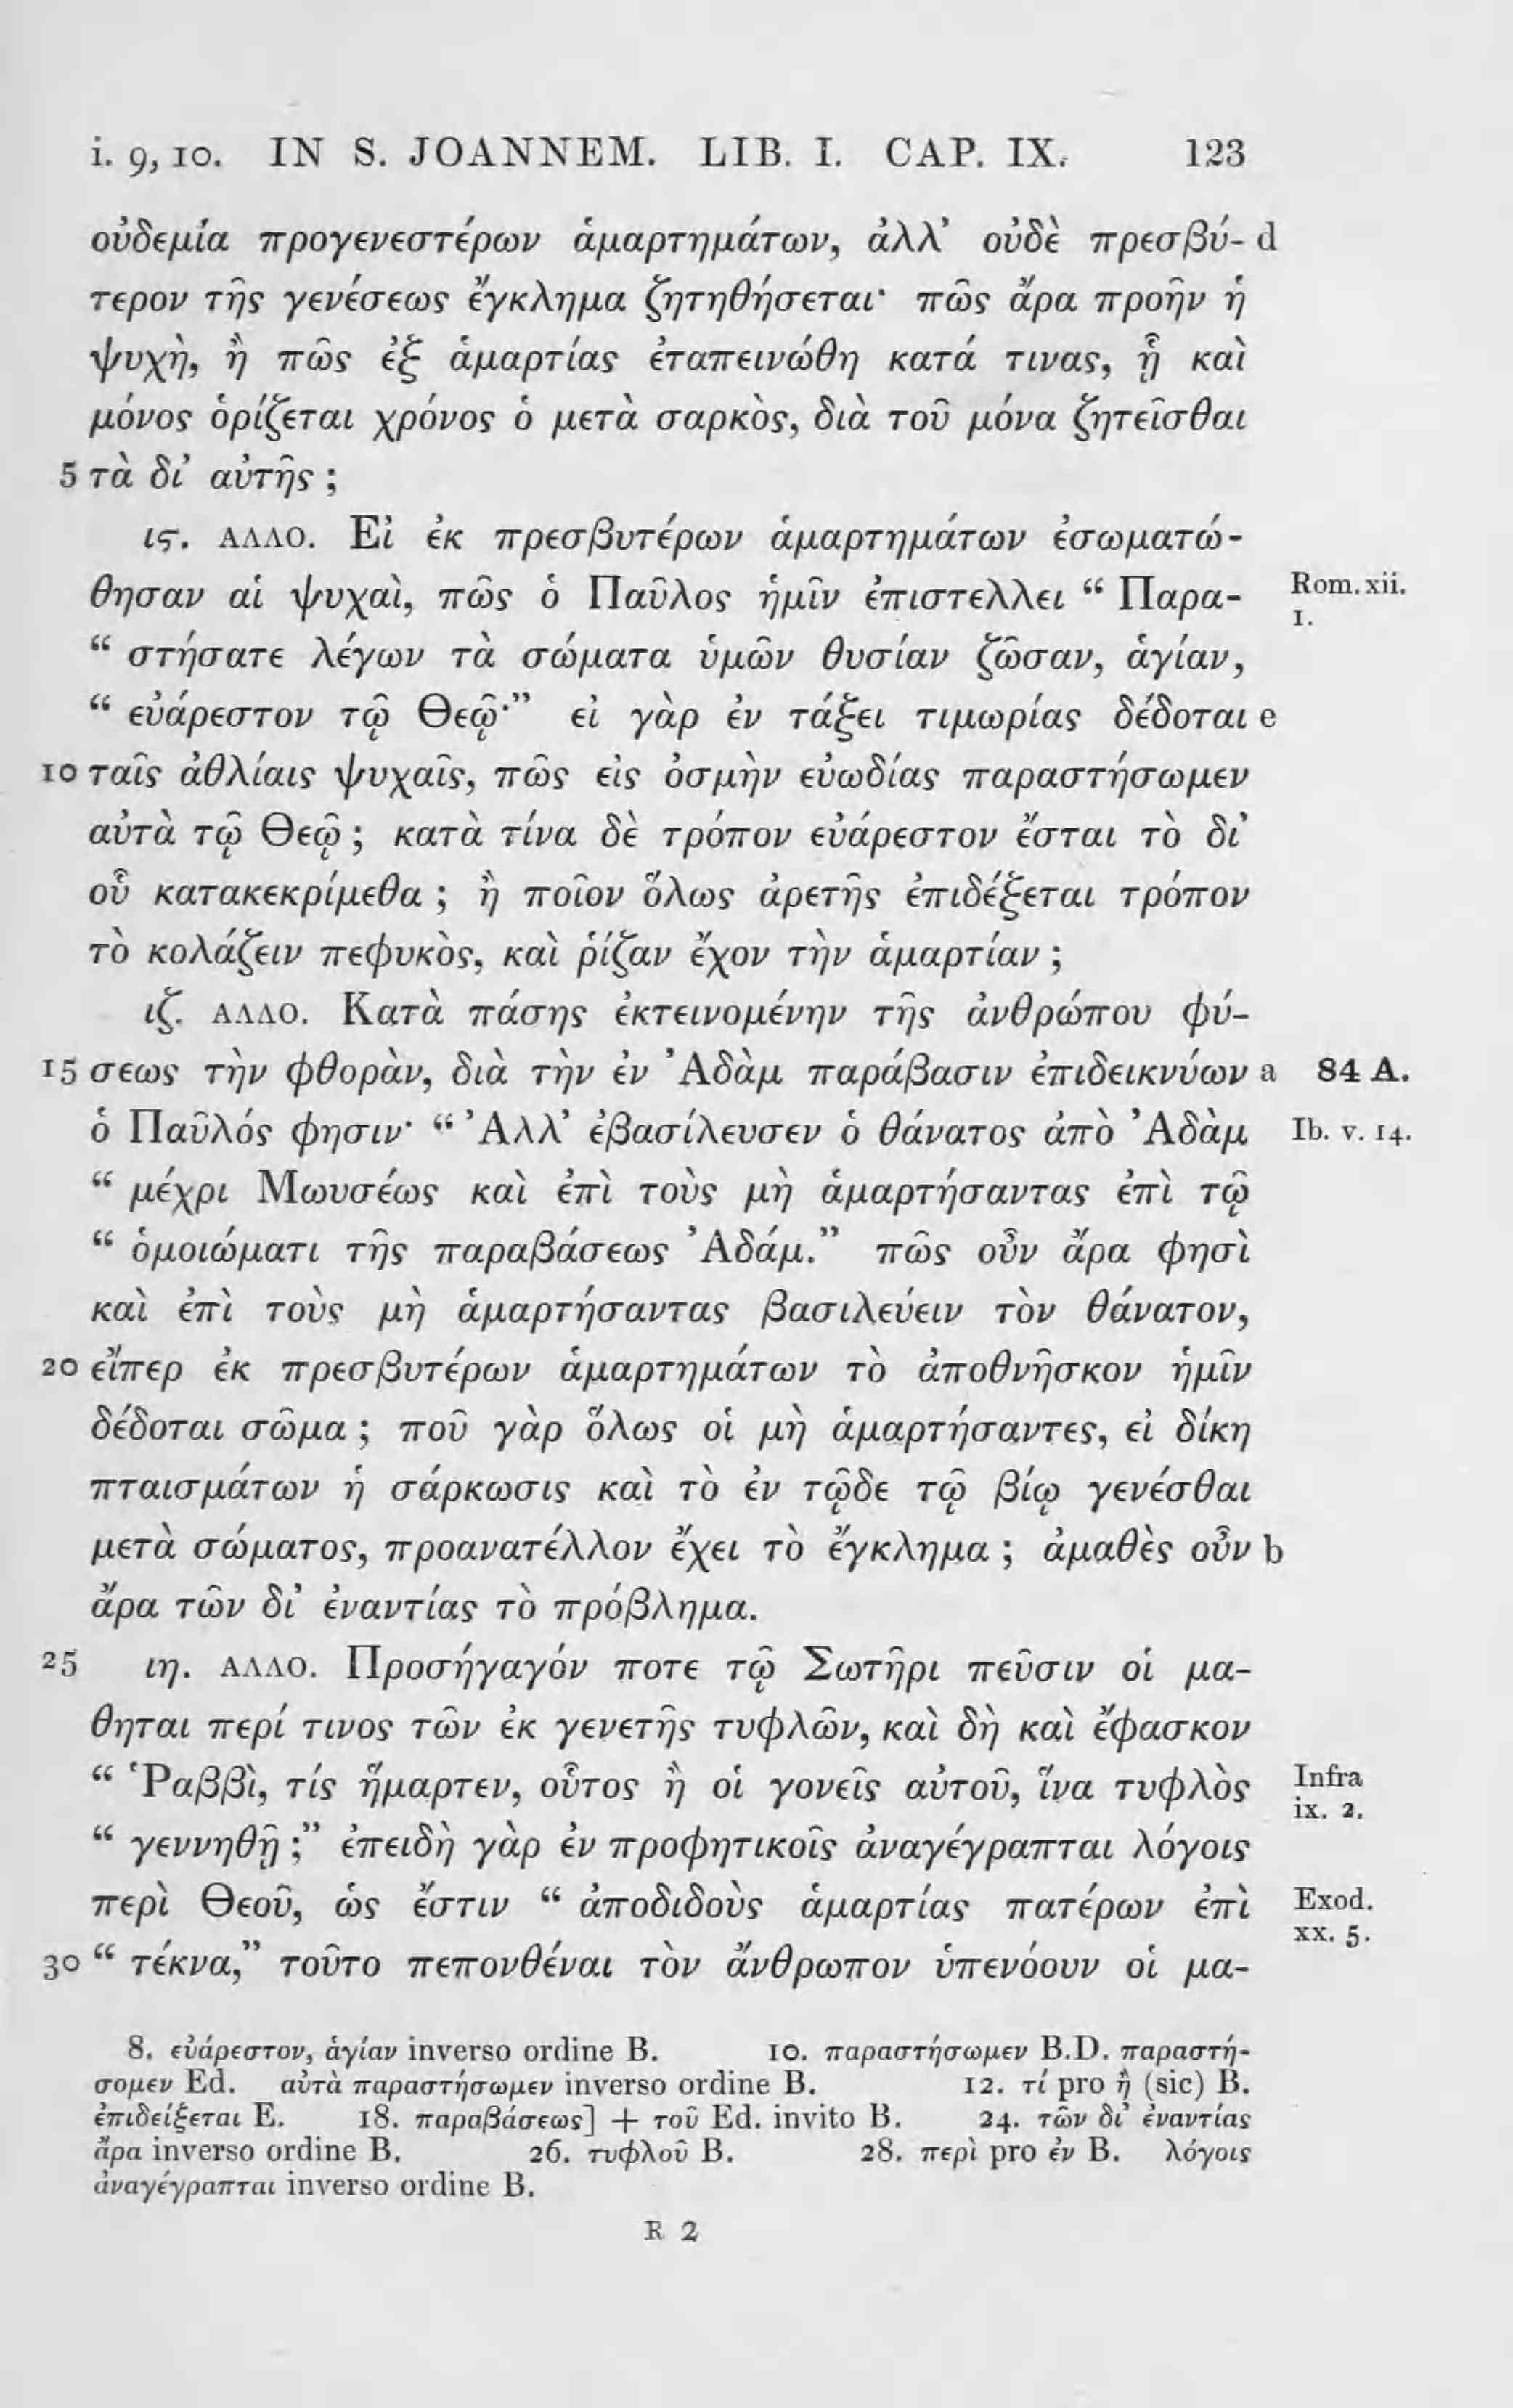 i. 9, 10. IN S. JOANNEM. LIB. I. CAP. IX. 123
οὐδεμία προγενεστέρων ἁμαρτημάτων, ἀλλ’ οὐδὲ πρεσβύ- d
τερον τῆς γενέσεως ἔγκλημα ζητηθήσεται· πῶς ἄρα προῆν ἡ
ψυχὴ, ἢ πῶς ἐξ ἁμαρτίας ἐταπεινώθη κατά τινας, ᾗ καὶ
μόνος ὁρίζεται χρόνος ὁ μετὰ σαρκὸς, διὰ τοῦ μόνα ζητεῖσθαι
5 τὰ δι’ αὐτῆς ;
ιϛ. ΑΛΛΟ. Εἰ ἐκ πρεσβυτέρων ἁμαρτημάτων ἐσωματώ-
θησαν αἱ ψυχαὶ, πῶς ὁ Παῦλος ἡμῖν ἐπιστελλει “ Παρα- Rom. xii.
1.
“ στήσατε λέγων τὰ σώματα ὑμῶν θυσίαν ζῶσαν, ἁγίαν,
“ εὐάρεστον τῷ Θεῷ·” εἰ γὰρ ἐν τάξει τιμωρίας δέδοται e
10 ταῖς ἀθλίαις ψυχαῖς, πῶς εἰς ὀσμὴν εὐωδίας παραστήσωμεν
αὐτὰ τῷ Θεῷ ; κατὰ τίνα δὲ τρόπον εὐάρεστον ἔσται τὸ δι’
οὗ κατακεκρίμεθα ; ἢ ποῖον ὅλως ἀρετῆς ἐπιδέξεται τρόπον
τὸ κολάζειν πεφυκὸς, καὶ ῥίζαν ἔχον τὴν ἁμαρτίαν ;
ιζ. ΑΛΛΟ. Κατὰ πάσης ἐκτεινομένην τῆς ἀνθρώπου φύ-
15 σεως τὴν φθορὰν, διὰ τὴν ἐν ’Αδὰμ παράβασιν ἐπιδεικνύων a 84 A.
ὁ Παῦλός φησιν· “ ’Αλλ’ ἐβασίλευσεν ὁ θάνατος ἀπὸ ’Αδὰμ Ib. v. 14.
“ μέχρι Μωυσέως καὶ ἐπὶ τοὺς μὴ ἁμαρτήσαντας ἐπὶ τῷ
“ ὁμοιώματι τῆς παραβάσεως ’Αδάμ.” πῶς οὖν ἄρα φησὶ
καὶ ἐπὶ τοὺς μὴ ἁμαρτήσαντας βασιλεύειν τὸν θάνατον,
20 εἴπερ ἐκ πρεσβυτέρων ἁμαρτημάτων τὸ ἀποθνῆσκον ἡμῖν
δέδοται σῶμα ; ποῦ γὰρ ὅλως οἱ μὴ ἁμαρτήσαντες, εἰ δίκη
πταισμάτων ἡ σάρκωσις καὶ τὸ ἐν τῷδε τῷ βίῳ γενέσθαι
μετὰ σώματος, προανατέλλον ἔχει τὸ ἔγκλημα ; ἀμαθὲς οὖν b
ἄρα τῶν δι’ ἐναντίας τὸ πρόβλημα.
25 ιη. ΑΛΛΟ. Προσήγαγόν ποτε τῷ Σωτῆρι πεῦσιν οἱ μα-
θηται περί τινος τῶν ἐκ γενετῆς τυφλῶν, καὶ δὴ καὶ ἔφασκον
“ ‘Ραββὶ, τίς ἥμαρτεν, οὗτος ἢ οἱ γονεῖς αὐτοῦ, ἵνα τυφλὸς Infra
ix. 2.
“ γεννηθῇ ;” ἐπειδὴ γὰρ ἐν προφητικοῖς ἀναγέγραπται λόγοις
περὶ Θεοῦ, ὡς ἔστιν “ ἀποδιδοὺς ἁμαρτίας πατέρων ἐπὶ Exod.
xx. 5.
30 “ τέκνα,” τοῦτο πεπονθέναι τὸν ἄνθρωπον ὑπενόουν οἱ μα-
8. εὐάρεστον, ἁγίαν inverso ordine B. 10. παραστήσωμεν B.D. παραστή-
σομεν Ed. αὐτὰ παραστήσωμεν inverso ordine B. 12. τί pro ἢ (sic) B.
ἐπιδείξεται E. 18. παραβάσεως] + τοῦ Ed. invito B. 24. τῶν δι’ ἐναντίας
ἄρα inverso ordine B. 26. τυφλοῦ B. 28. περὶ pro ἐν B. λόγοις
ἀναγέγραπται inverso ordine B.
R 2